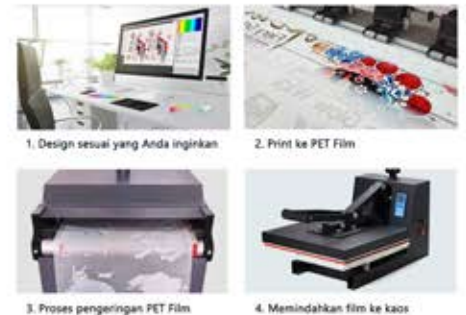 1. Design sesuai yang Anda inginkan
2. Print ke PET Film
3. Proses pengeringan PET Film
4. Memindahkan film ke kaos